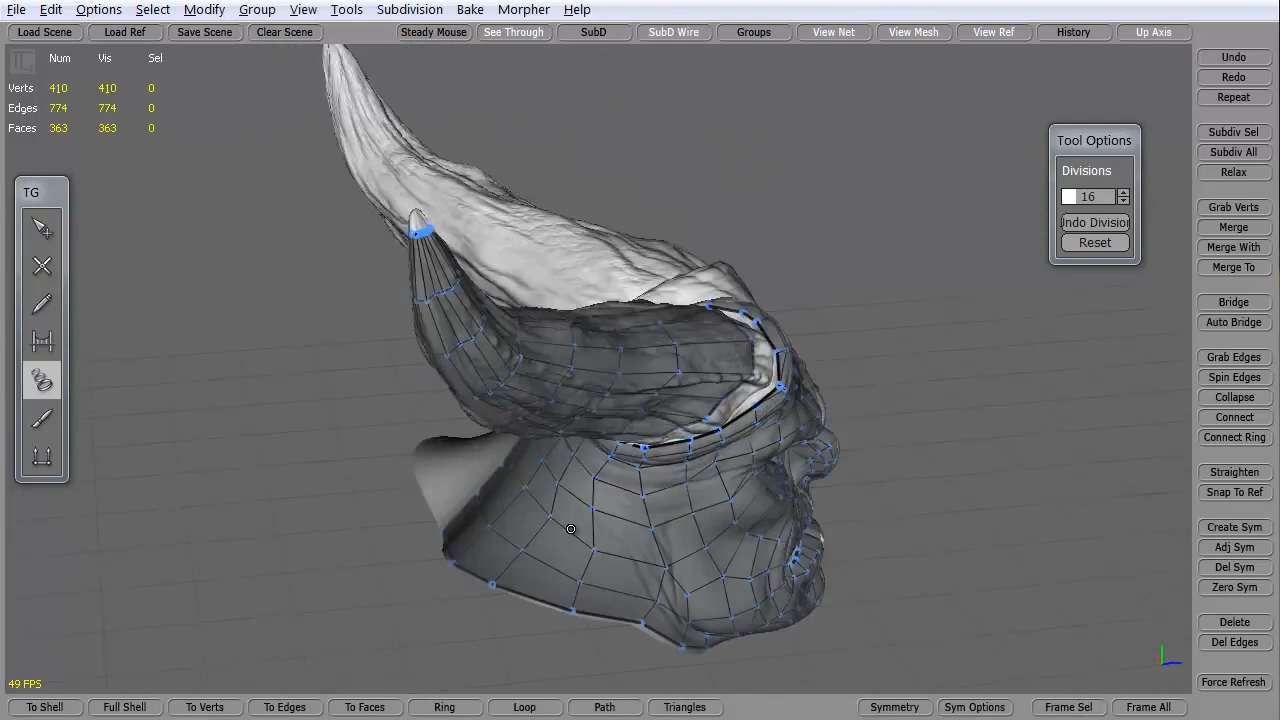 File Edit Options Select Modify Group View Tools Subdivision Bake Morpher Help
Load Scene Load Ref Save Scene Clear Scene Steady Mouse See Through SubD SubD Wire Groups View Net View Mesh View Ref History Up Axis
Num Vis Sel
Verts 410 410 0
Edges 774 774 0
Faces 363 363 0
TG
Tool Options
Divisions
16
Undo Division
Reset
Undo
Redo
Repeat
Subdiv Sel
Subdiv All
Relax
Grab Verts
Merge
Merge With
Merge To
Bridge
Auto Bridge
Grab Edges
Spin Edges
Collapse
Connect
Connect Ring
Straighten
Snap To Ref
Create Sym
Adj Sym
Del Sym
Zero Sym
Delete
Del Edges
Force Refresh
49 FPS
To Shell Full Shell To Verts To Edges To Faces Ring Loop Path Triangles Symmetry Sym Options Frame Sel Frame All